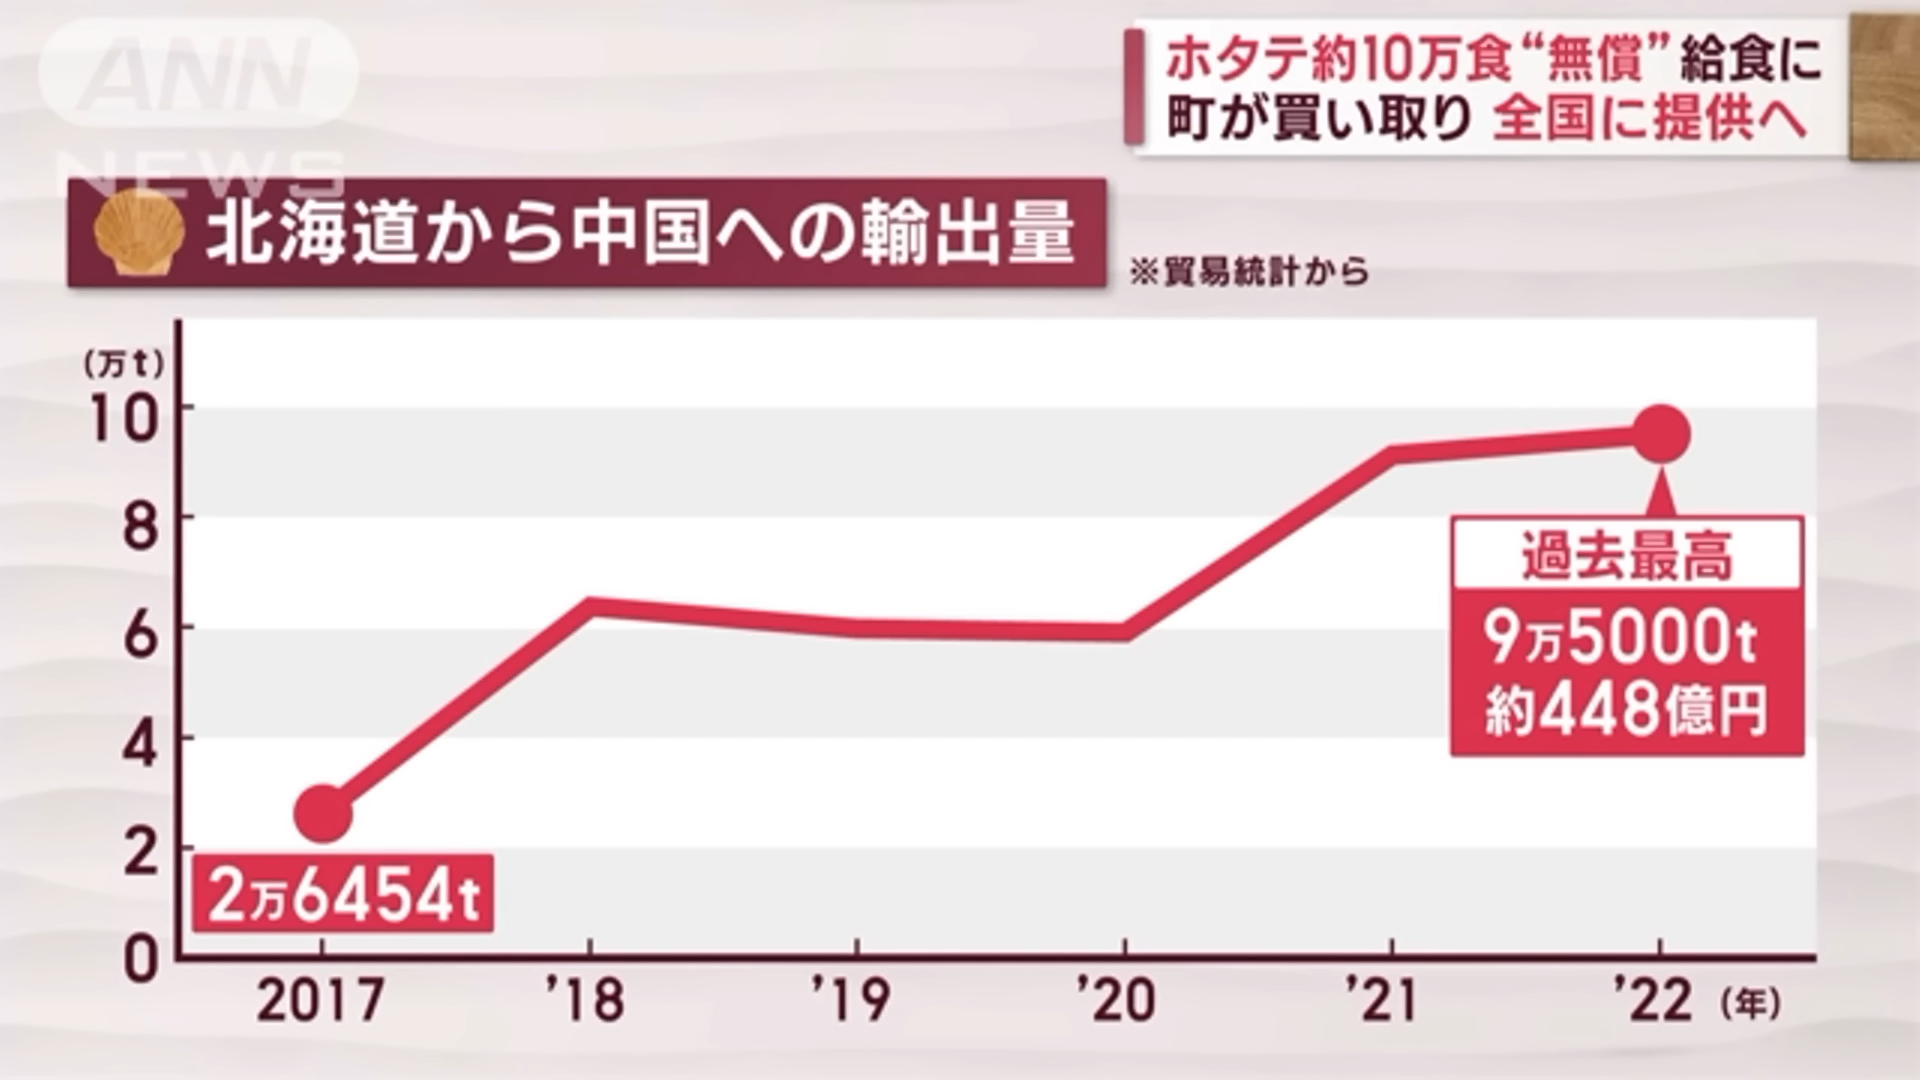 ANN
NEWS
ホタテ約10万食“無償”給食に
町が買い取り 全国に提供へ
北海道から中国への輸出量
※貿易統計から
(万t)
10
8
6
4
2
0
過去最高
9万5000t
約448億円
2万6454t
2017 ’18 ’19 ’20 ’21 ’22 (年)